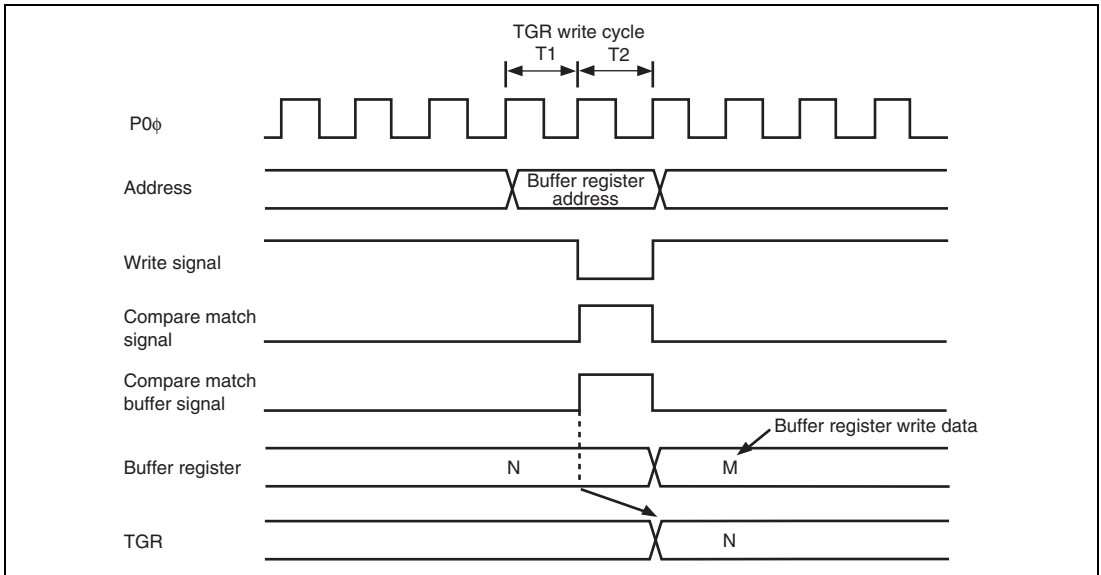 TGR write cycle
T1 T2
P0ϕ
Address
Buffer register
address
Write signal
Compare match
signal
Compare match
buffer signal
Buffer register write data
Buffer register
N M
TGR
N